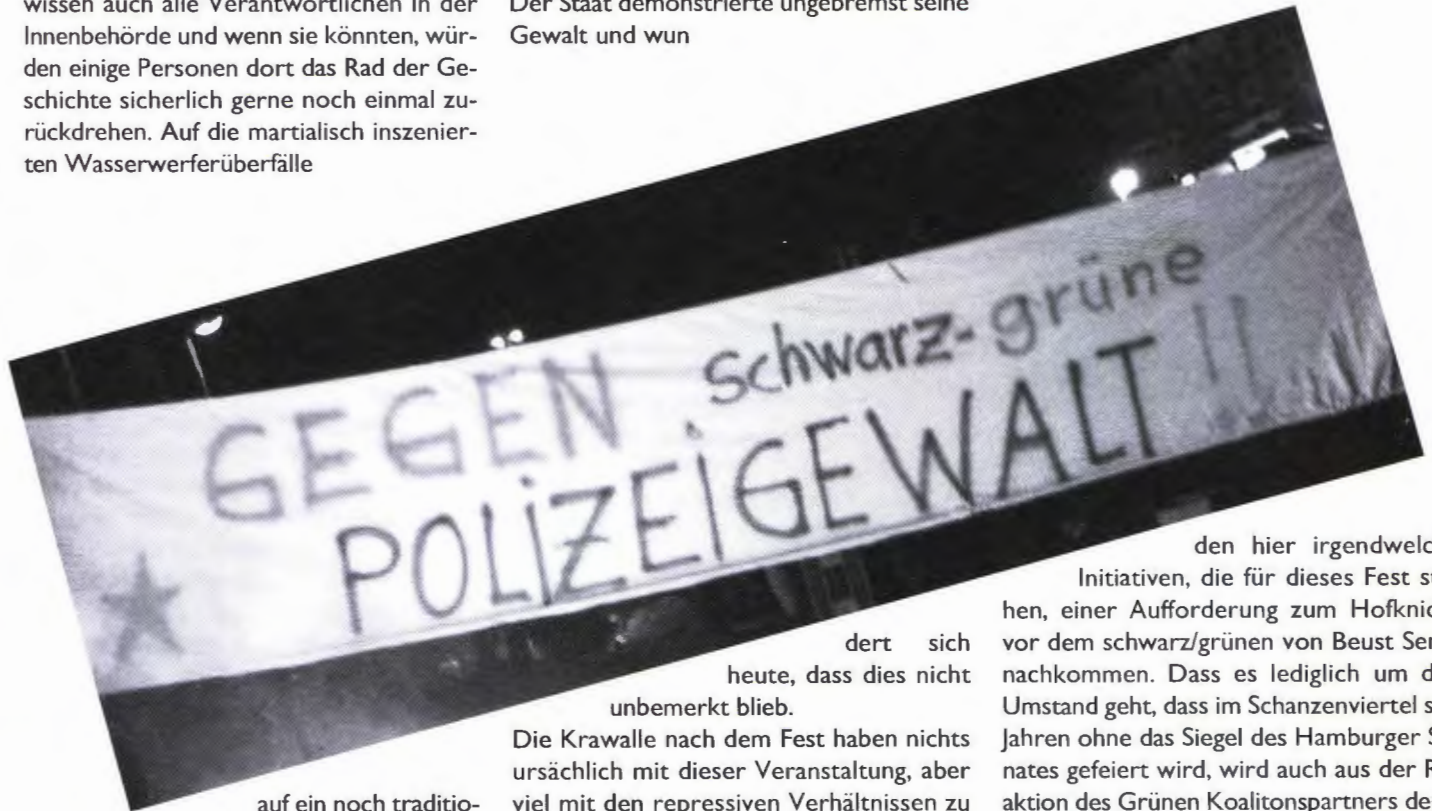 wissen auch alle Verantwortlichen in der
Innenbehörde und wenn sie könnten, wür-
den einige Personen dort das Rad der Ge-
schichte sicherlich gerne noch einmal zu-
rückdrehen. Auf die martialisch inszenier-
ten Wasserwerferüberfälle
auf ein noch traditio-
Der Staat demonstrierte ungebremst seine
Gewalt und wun
dert sich
heute, dass dies nicht
unbemerkt blieb.
Die Krawalle nach dem Fest haben nichts
ursächlich mit dieser Veranstaltung, aber
viel mit den repressiven Verhältnissen zu
GEGEN schwarz-grüne
POLIZEIGEWALT !!
den hier irgendwelc
Initiativen, die für dieses Fest st
hen, einer Aufforderung zum Hofknic
vor dem schwarz/grünen von Beust Sen
nachkommen. Dass es lediglich um d
Umstand geht, dass im Schanzenviertel s
Jahren ohne das Siegel des Hamburger S
nates gefeiert wird, wird auch aus der R
aktion des Grünen Koalitonspartners de